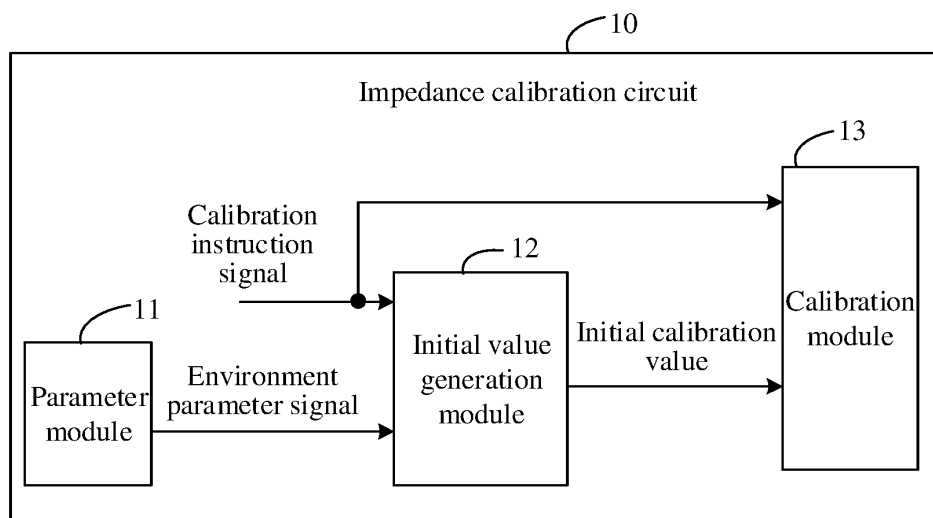 10
Impedance calibration circuit
13
Calibration
instruction
signal
12
11
Calibration
module
Initial value
generation
module
Initial calibration
value
Environment
parameter signal
Parameter
module